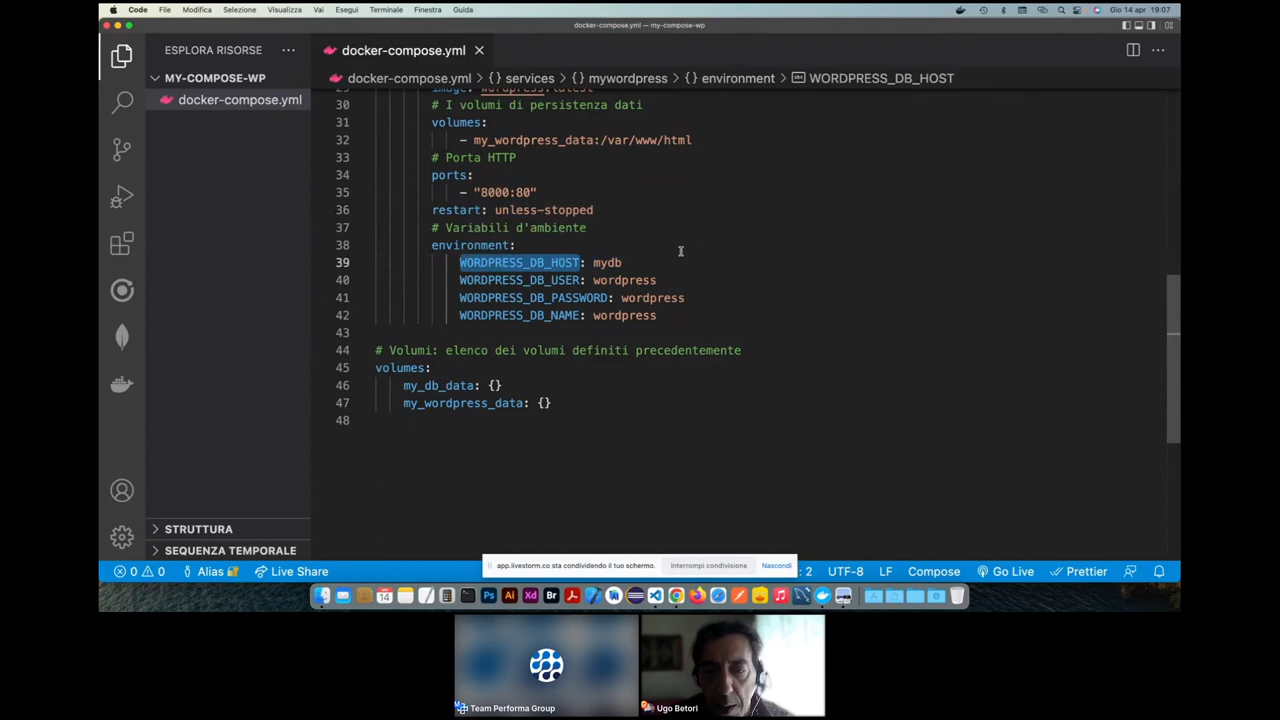 Code File Modifica Selezione Visualizza Vai Esegui Terminale Finestra Guida Gio 14 apr 19:07
docker-compose.yml — my-compose-wp
ESPLORA RISORSE
docker-compose.yml
MY-COMPOSE-WP
docker-compose.yml
docker-compose.yml > {} services > {} mywordpress > {} environment > WORDPRESS_DB_HOST
29 image: wordpress:latest
30 # I volumi di persistenza dati
31 volumes:
32 - my_wordpress_data:/var/www/html
33 # Porta HTTP
34 ports:
35 - "8000:80"
36 restart: unless-stopped
37 # Variabili d'ambiente
38 environment:
39 WORDPRESS_DB_HOST: mydb
40 WORDPRESS_DB_USER: wordpress
41 WORDPRESS_DB_PASSWORD: wordpress
42 WORDPRESS_DB_NAME: wordpress
43
44 # Volumi: elenco dei volumi definiti precedentemente
45 volumes:
46 my_db_data: {}
47 my_wordpress_data: {}
48
STRUTTURA
SEQUENZA TEMPORALE
app.livestorm.co sta condividendo il tuo schermo. Interrompi condivisione Nascondi
0 0 Alias Live Share : 2 UTF-8 LF Compose Go Live Prettier
Ps Ai Xd Br
Team Performa Group
Ugo Betori